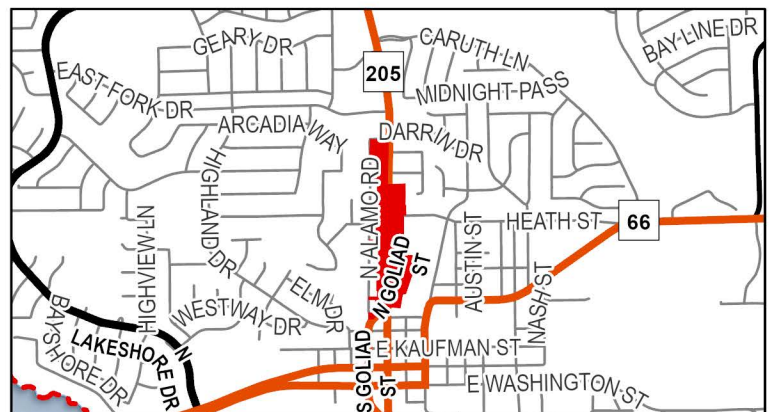 GEARY DR
CARUTH LN
BAY LINE DR
205
EAST FORK DR
MIDNIGHT PASS
ARCADIA WAY
DARRIN DR
HIGHLAND DR
N ALAMO RD
HIGHVIEW LN
HEATH ST
66
AUSTIN ST
N GOLIAD
ST
NASH ST
ELM DR
WESTWAY DR
BAYSHORE DR
N
LAKESHORE DR
E KAUFMAN ST
S GOLIAD
ST
E WASHINGTON ST